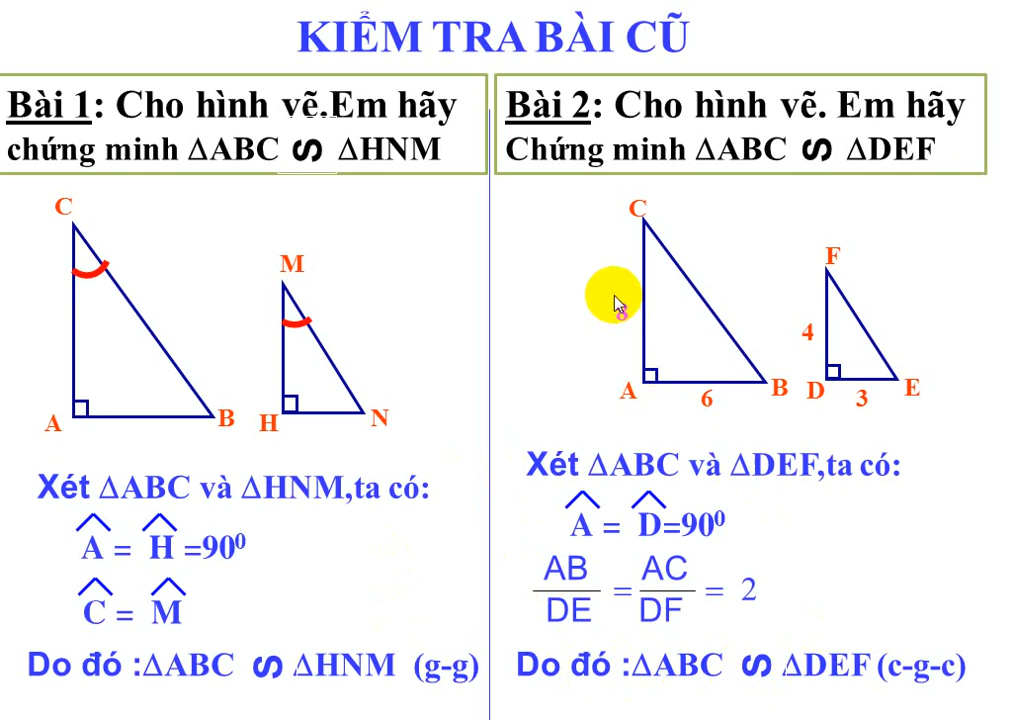 KIỂM TRA BÀI CŨ
Bài 1: Cho hình vẽ.Em hãy
chứng minh ∆ABC ∽ ∆HNM
C
M
A
B
H
N
Xét ∆ABC và ∆HNM,ta có:
A = H =90⁰
C = M
Do đó :∆ABC ∽ ∆HNM (g-g)
Bài 2: Cho hình vẽ. Em hãy
Chứng minh ∆ABC ∽ ∆DEF
C
F
8
4
A
6
B
D
3
E
Xét ∆ABC và ∆DEF,ta có:
A = D=90⁰
AB/DE = AC/DF = 2
Do đó :∆ABC ∽ ∆DEF (c-g-c)